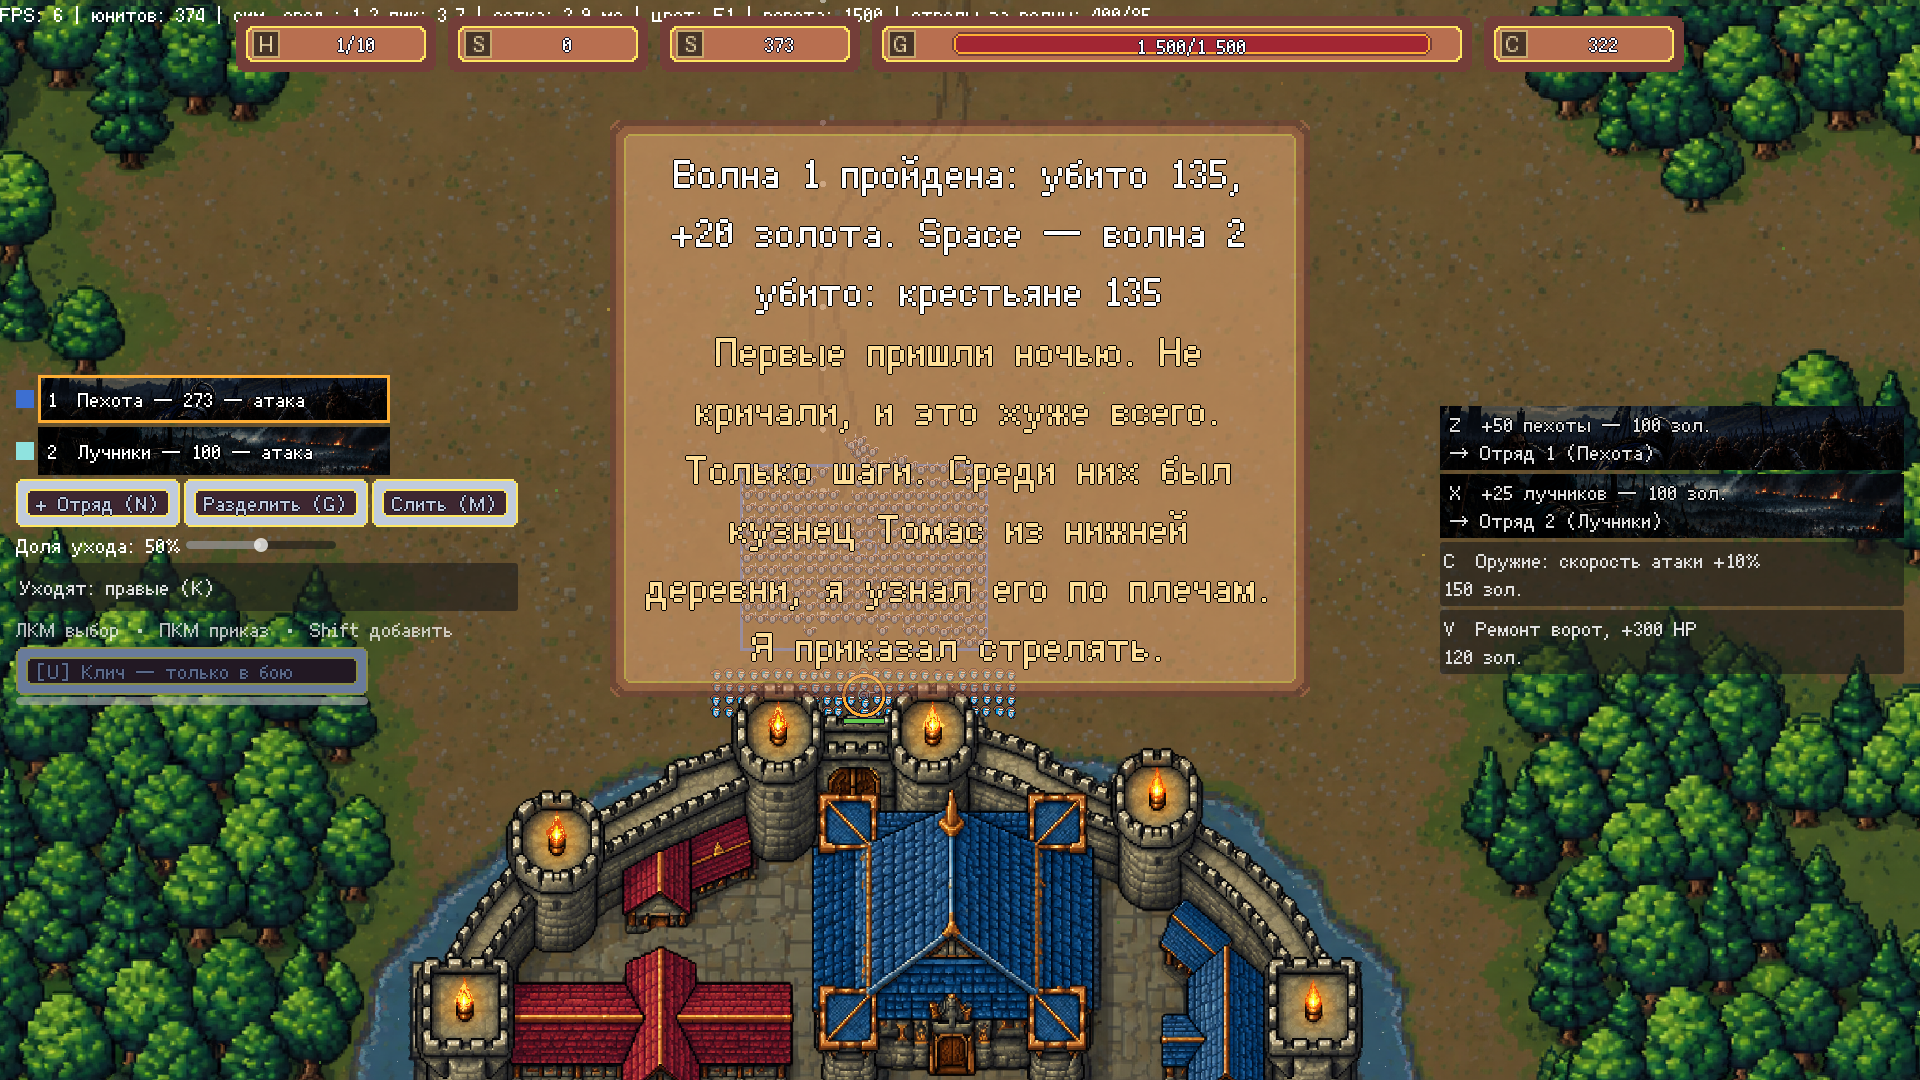 FPS: 6 | юнитов: 374 |
H 1/10
S 0
S 373
G 1 500/1 500
C 322
Волна 1 пройдена: убито 135,
+20 золота. Space — волна 2
убито: крестьяне 135
Первые пришли ночью. Не
кричали, и это хуже всего.
Только шаги. Среди них был
кузнец Томас из нижней
деревни, я узнал его по плечам.
Я приказал стрелять.
1 Пехота — 273 — атака
2 Лучники — 100 — атака
+ Отряд (N)
Разделить (G)
Слить (M)
Доля ухода: 50%
Уходят: правые (K)
ЛКМ выбор · ПКМ приказ · Shift добавить
[U] Клич — только в бою
Z +50 пехоты — 100 зол.
→ Отряд 1 (Пехота)
X +25 лучников — 100 зол.
→ Отряд 2 (Лучники)
C Оружие: скорость атаки +10%
150 зол.
V Ремонт ворот, +300 HP
120 зол.